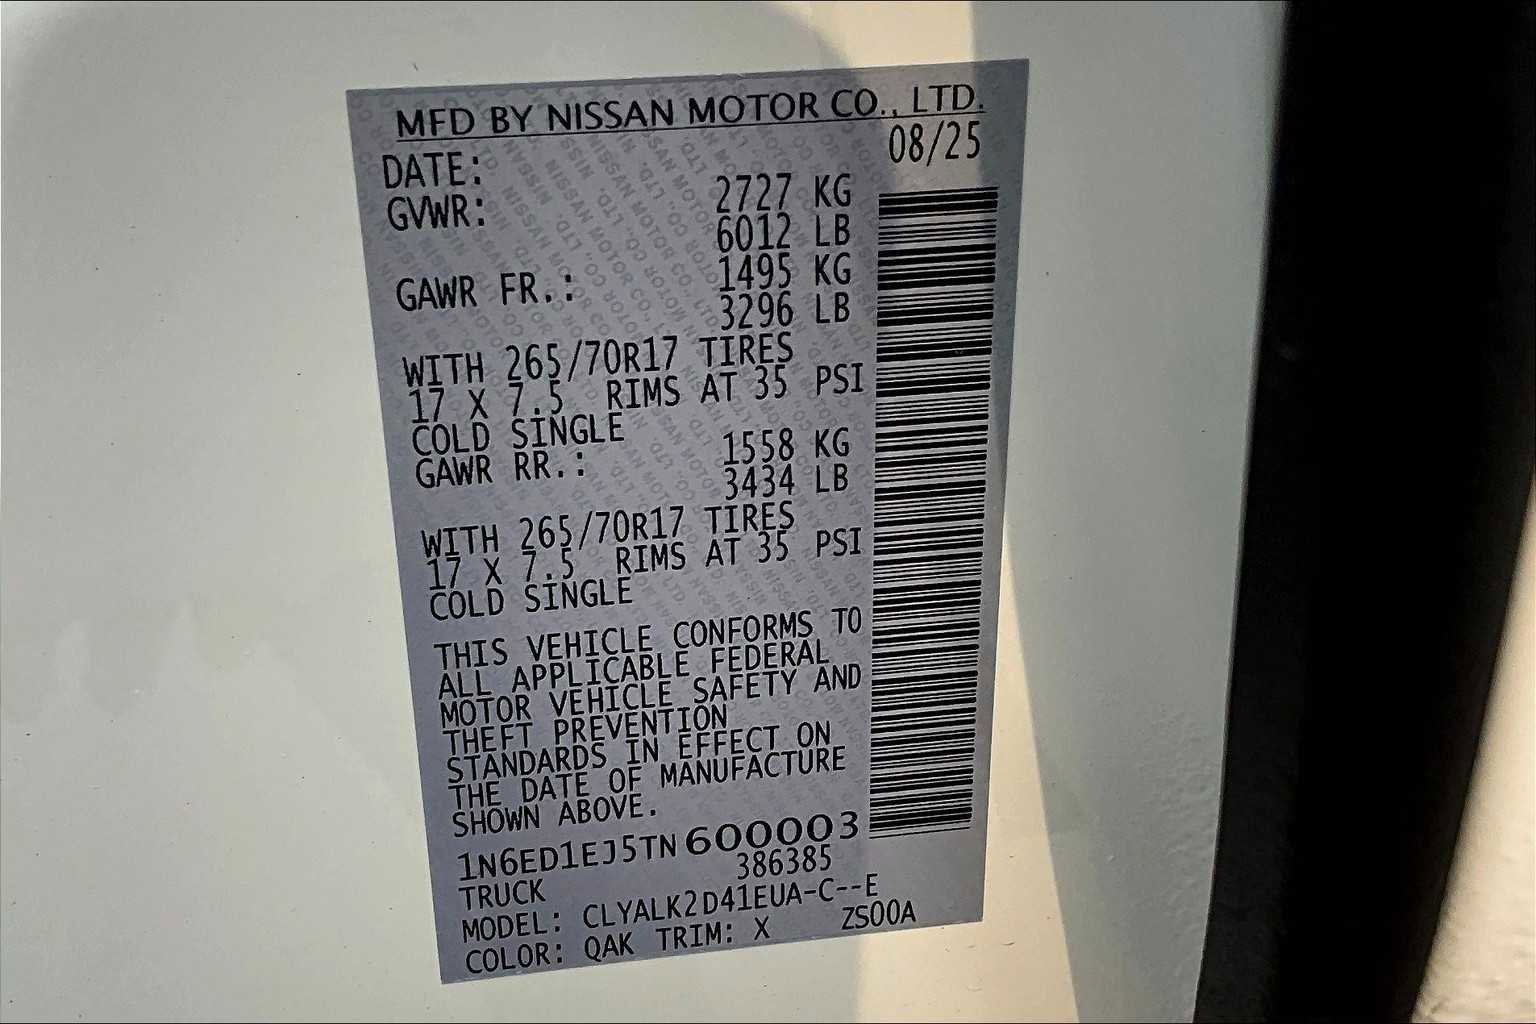 MFD BY NISSAN MOTOR CO., LTD.
DATE: 08/25
GVWR: 2727 KG
6012 LB
GAWR FR.: 1495 KG
3296 LB
WITH 265/70R17 TIRES
17 X 7.5 RIMS AT 35 PSI
COLD SINGLE
GAWR RR.: 1558 KG
3434 LB
WITH 265/70R17 TIRES
17 X 7.5 RIMS AT 35 PSI
COLD SINGLE
THIS VEHICLE CONFORMS TO
ALL APPLICABLE FEDERAL
MOTOR VEHICLE SAFETY AND
THEFT PREVENTION
STANDARDS IN EFFECT ON
THE DATE OF MANUFACTURE
SHOWN ABOVE.
1N6ED1EJ5TN600003
386385
TRUCK
MODEL: CLYALK2D41EUA-C--E
COLOR: QAK TRIM: X ZS00A